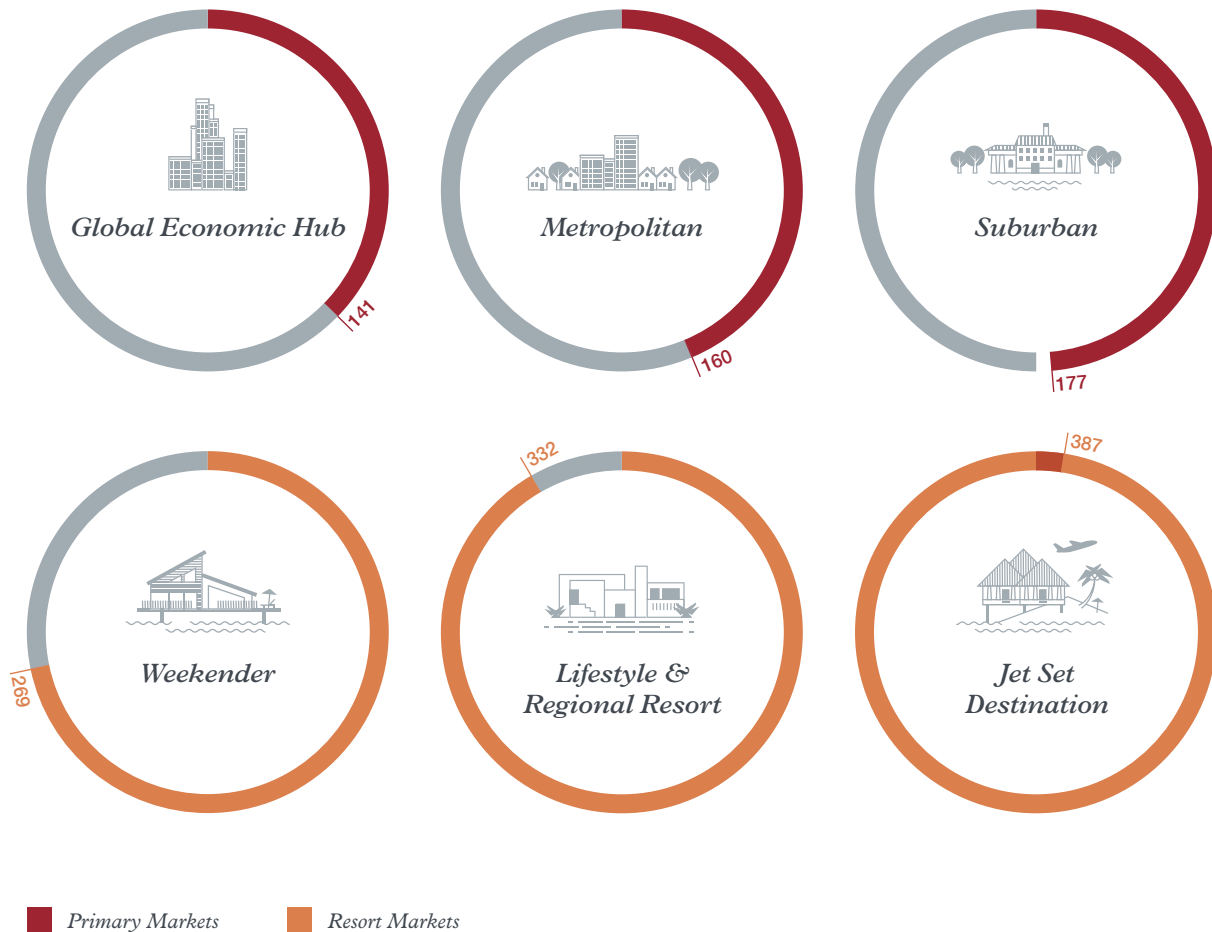 Global Economic Hub
141
Metropolitan
160
Suburban
177
Weekender
269
Lifestyle &
Regional Resort
332
Jet Set
Destination
387
Primary Markets
Resort Markets